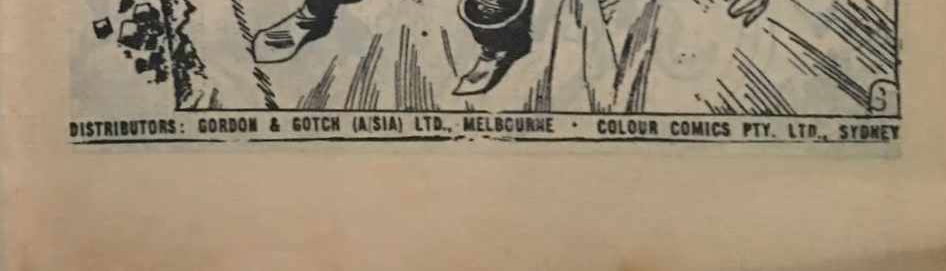 DISTRIBUTORS: GORDON & GOTCH (A/SIA) LTD., MELBOURNE · COLOUR COMICS PTY. LTD., SYDNEY